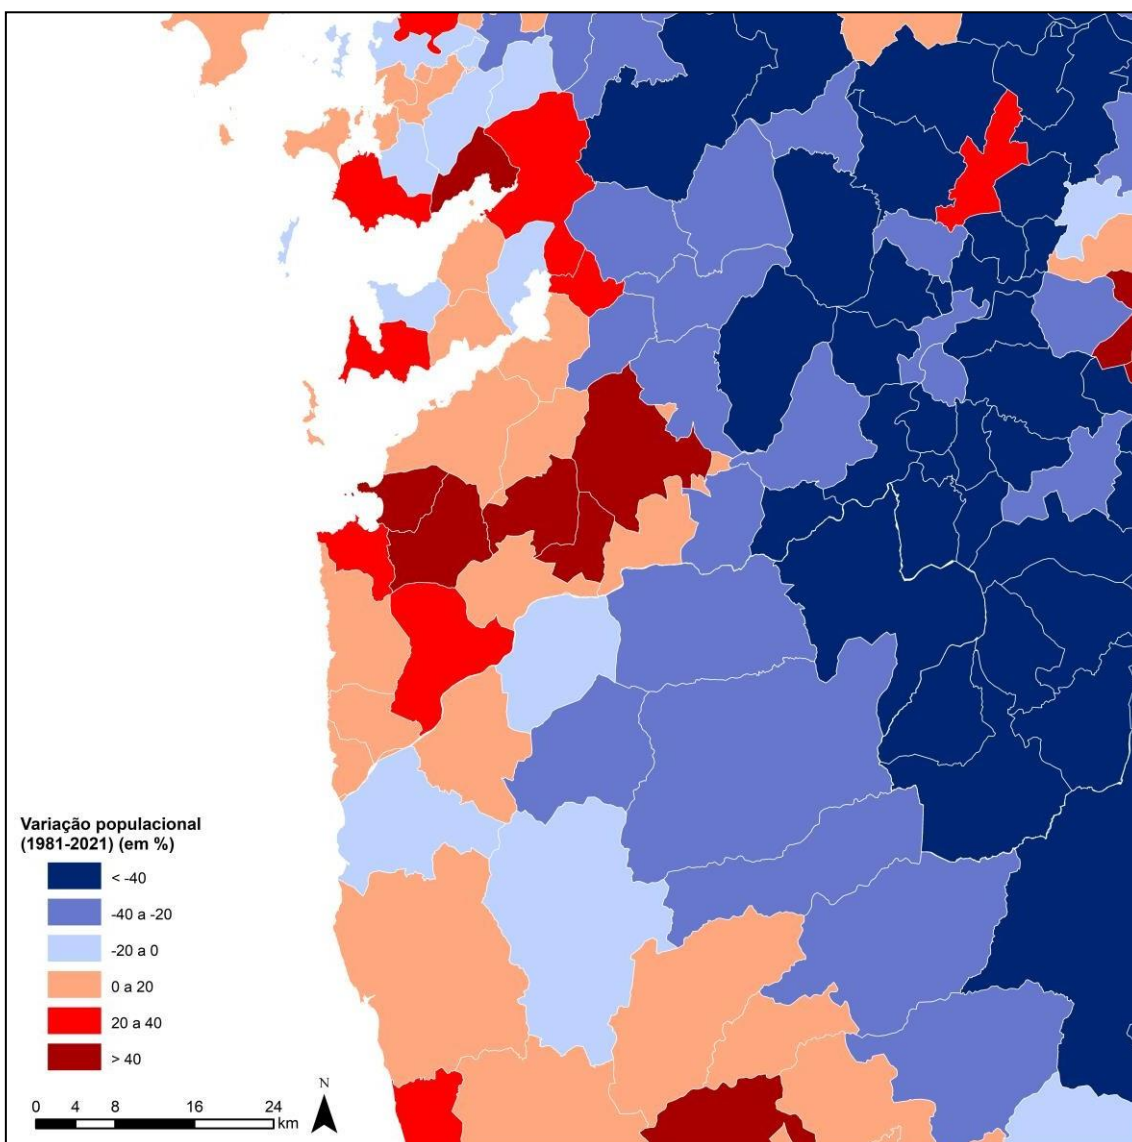 Variação populacional
(1981-2021) (em %)
< -40
-40 a -20
-20 a 0
0 a 20
20 a 40
> 40
N
0 4 8 16 24
km